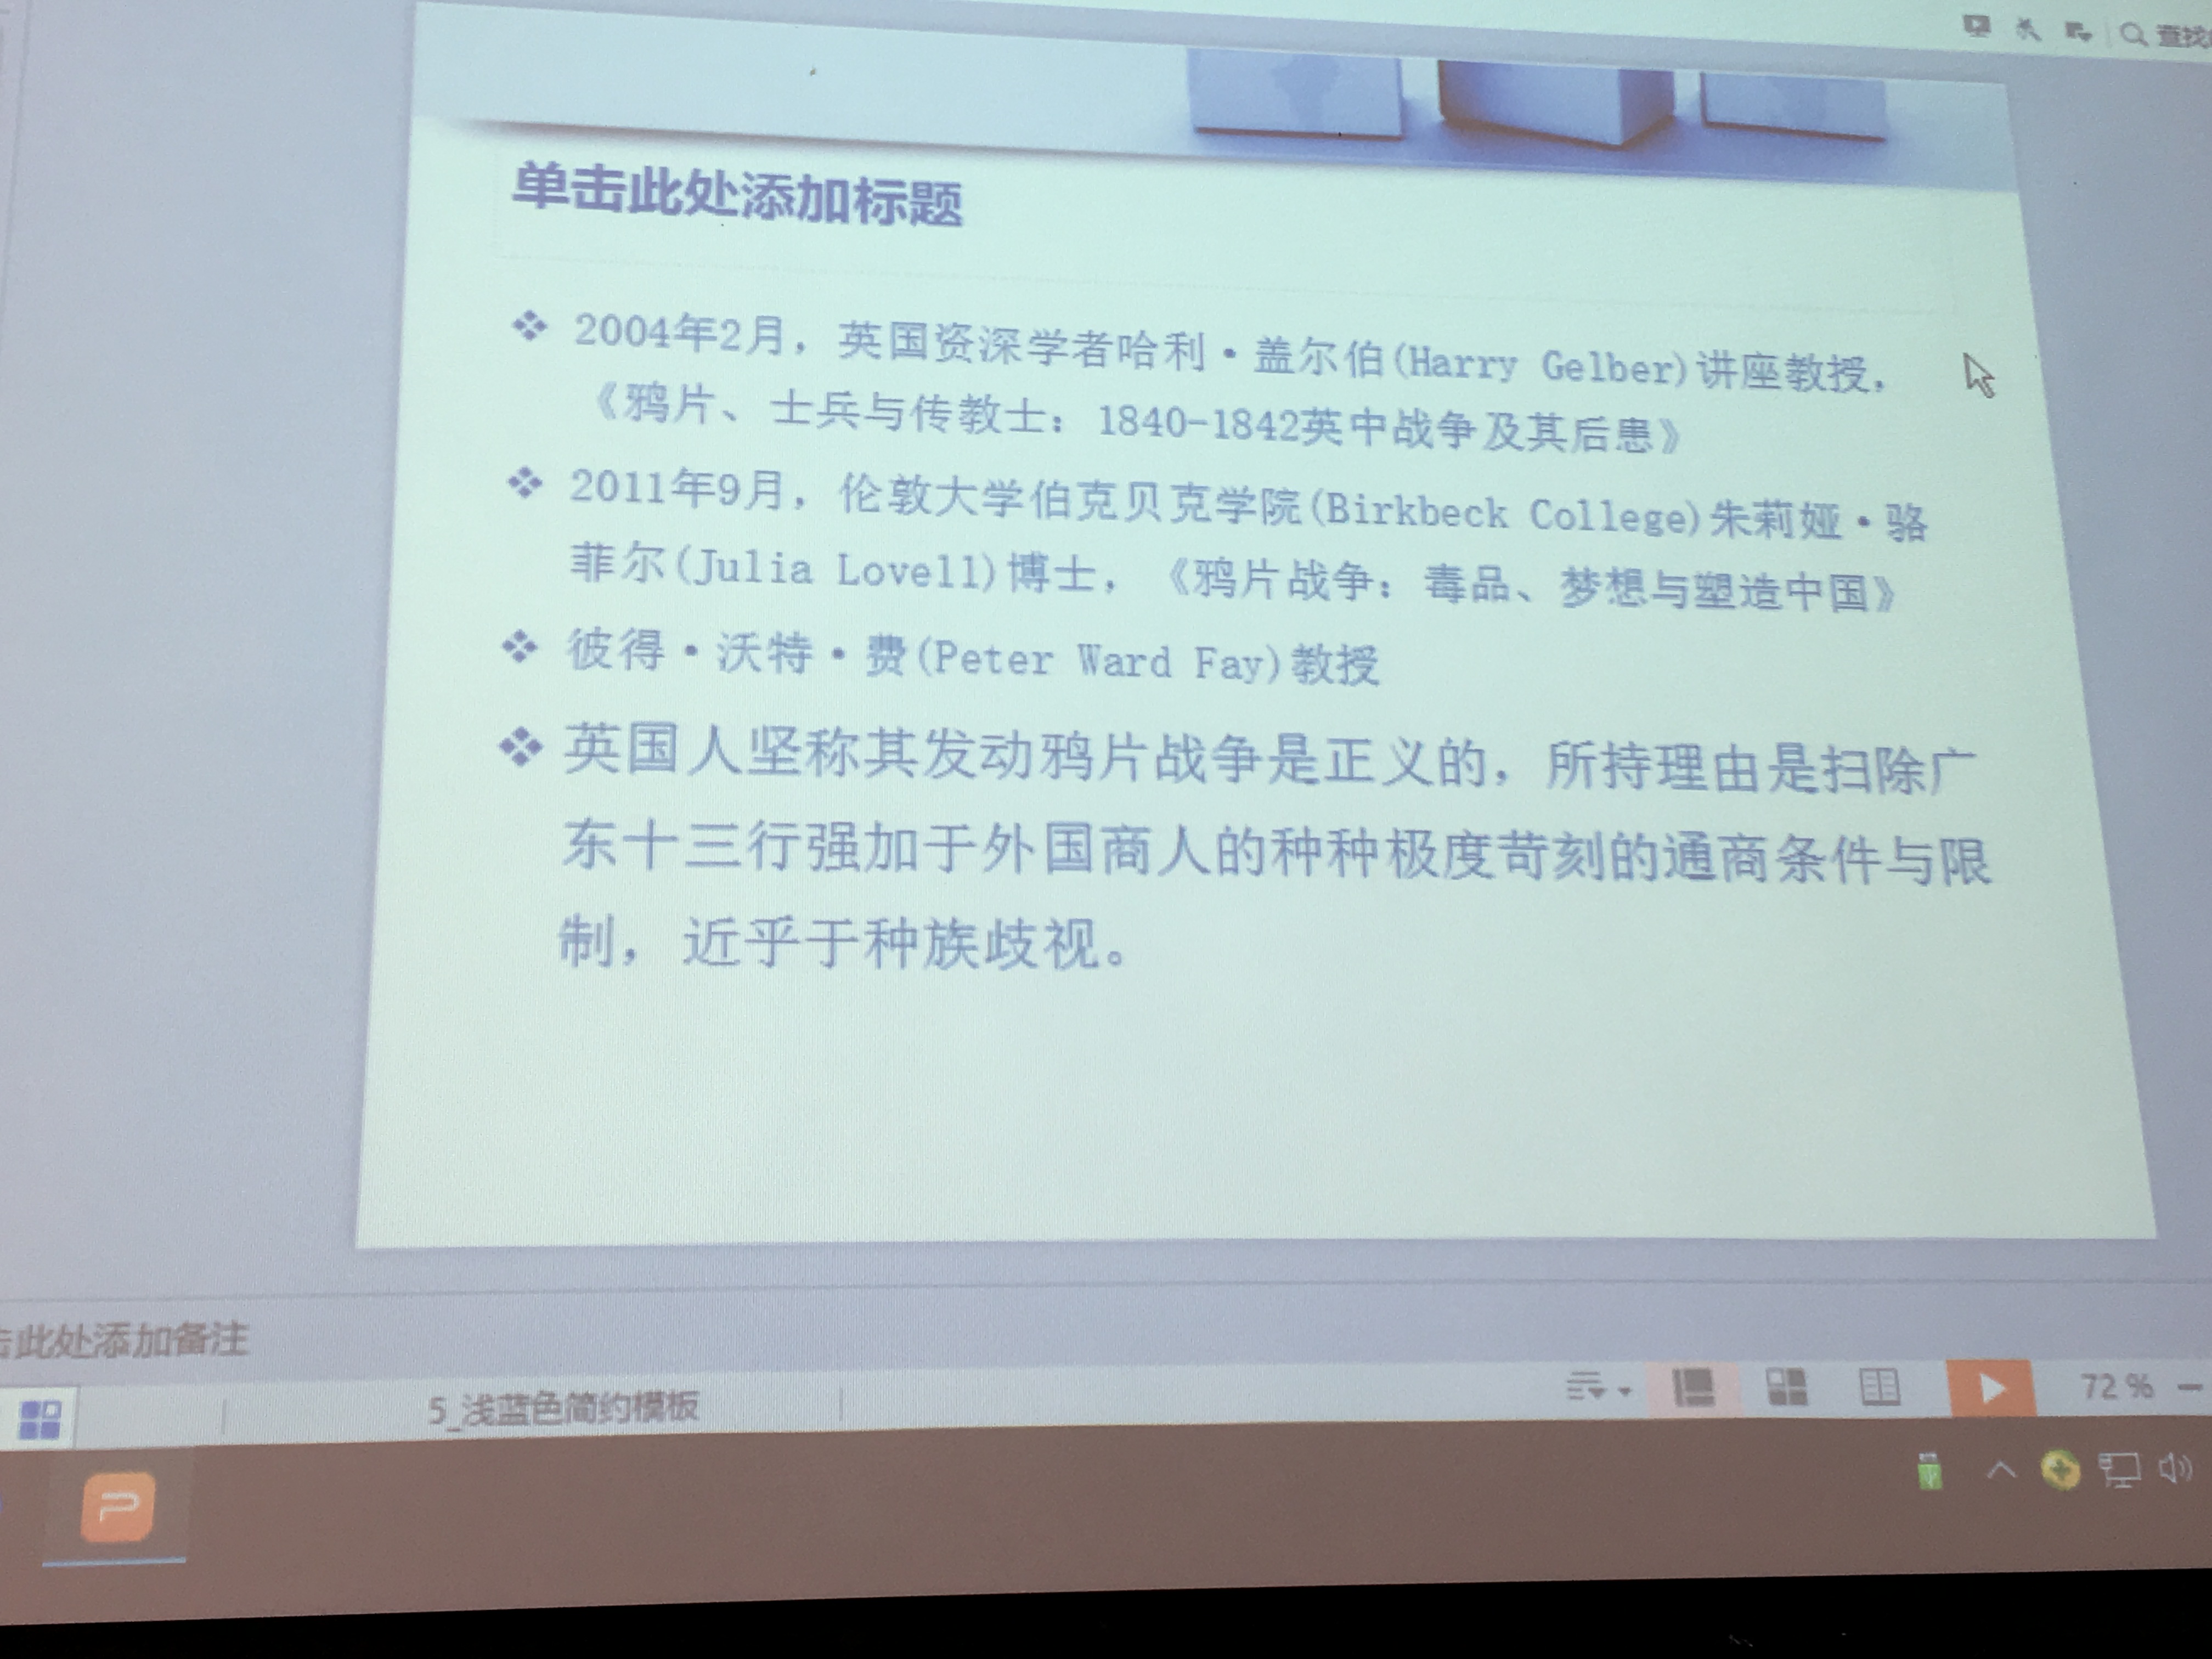 查找
单击此处添加标题
❖ 2004年2月，英国资深学者哈利·盖尔伯(Harry Gelber)讲座教授，
《鸦片、士兵与传教士：1840-1842英中战争及其后患》
❖ 2011年9月，伦敦大学伯克贝克学院(Birkbeck College)朱莉娅·骆
菲尔(Julia Lovell)博士，《鸦片战争：毒品、梦想与塑造中国》
❖ 彼得·沃特·费(Peter Ward Fay)教授
❖ 英国人坚称其发动鸦片战争是正义的，所持理由是扫除广
东十三行强加于外国商人的种种极度苛刻的通商条件与限
制，近乎于种族歧视。
击此处添加备注
5_浅蓝色简约模板
72%